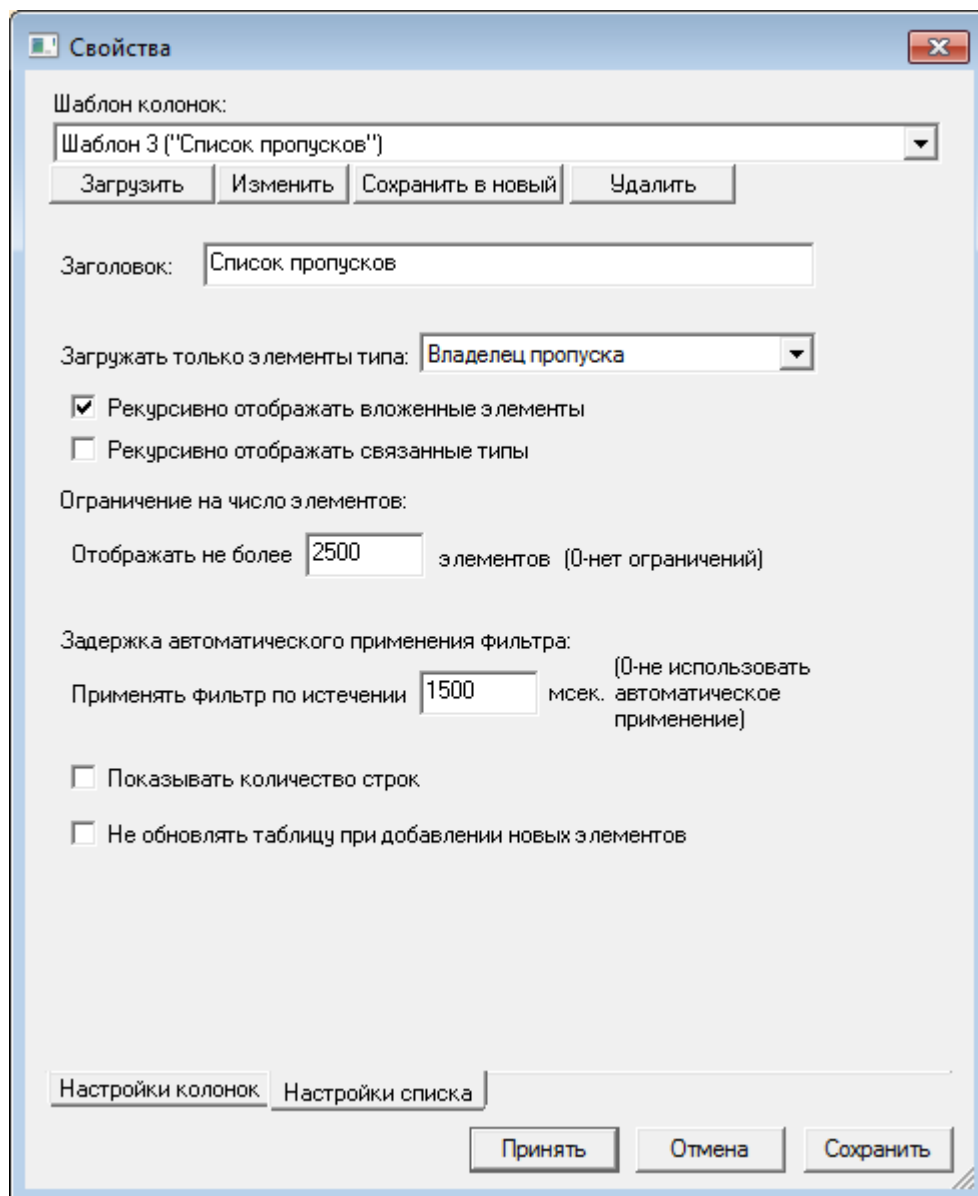 Свойства
Шаблон колонок:
Шаблон 3 ("Список пропусков")
Загрузить Изменить Сохранить в новый Удалить
Заголовок: Список пропусков
Загружать только элементы типа: Владелец пропуска
Рекурсивно отображать вложенные элементы
Рекурсивно отображать связанные типы
Ограничение на число элементов:
Отображать не более 2500 элементов (0-нет ограничений)
Задержка автоматического применения фильтра:
Применять фильтр по истечении 1500 мсек. (0-не использовать
автоматическое
применение)
Показывать количество строк
Не обновлять таблицу при добавлении новых элементов
Настройки колонок Настройки списка
Принять Отмена Сохранить